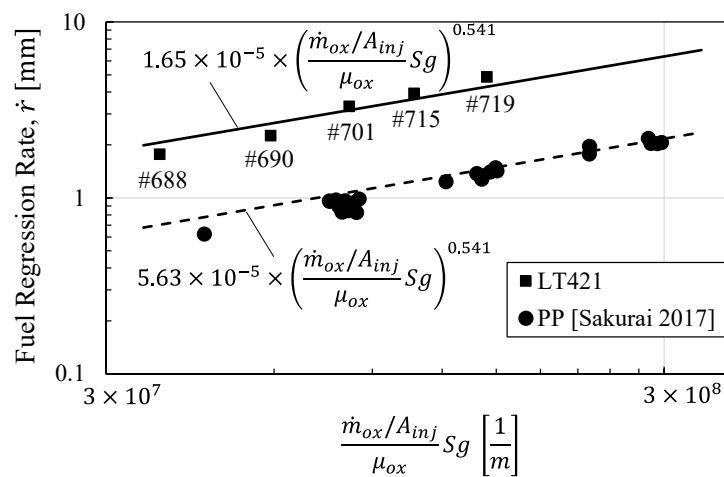 10
1
0.1
Fuel Regression Rate, ṙ [mm]
1.65 × 10⁻⁵ × (ṁ_ox/A_inj / μ_ox Sg)^0.541
#688
#690
#701
#715
#719
5.63 × 10⁻⁵ × (ṁ_ox/A_inj / μ_ox Sg)^0.541
LT421
PP [Sakurai 2017]
3 × 10⁷
3 × 10⁸
ṁ_ox/A_inj / μ_ox Sg [1/m]